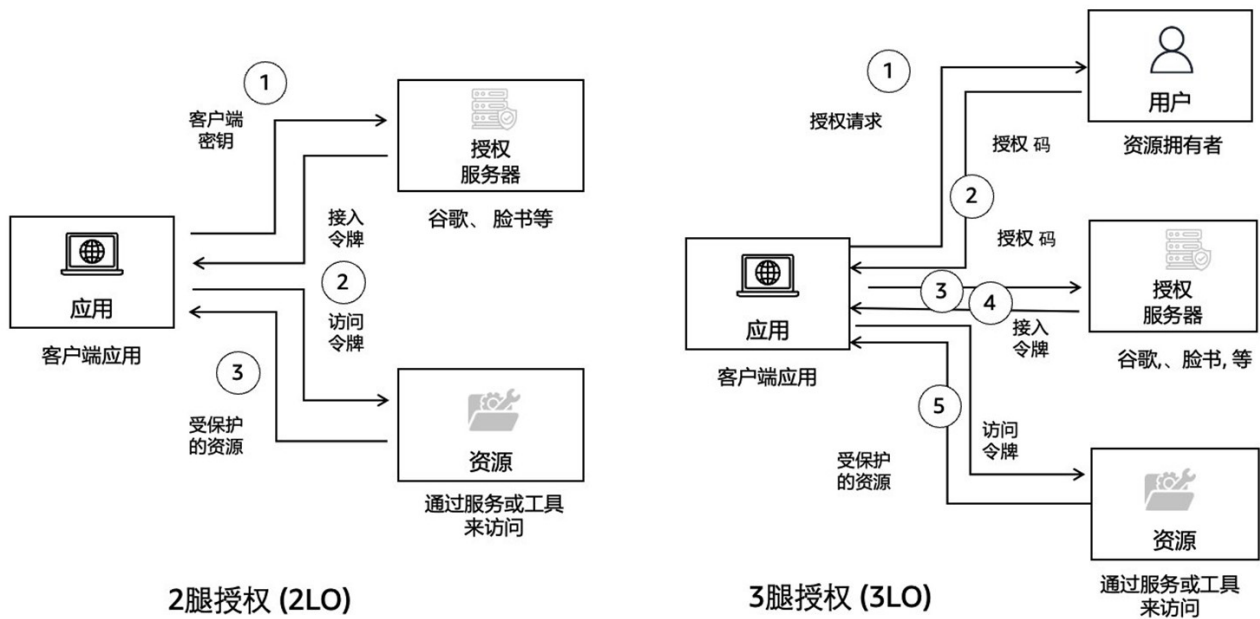 1
客户端
密钥
授权
服务器
谷歌、 脸书等
接入
令牌
应用
客户端应用
2
访问
令牌
3
受保护
的资源
资源
通过服务或工具
来访问
2腿授权 (2LO)
1
授权请求
用户
资源拥有者
授权 码
2
授权 码
授权
服务器
谷歌,、脸书, 等
3
4
接入
令牌
应用
客户端应用
5
访问
令牌
受保护
的资源
资源
通过服务或工具
来访问
3腿授权 (3LO)